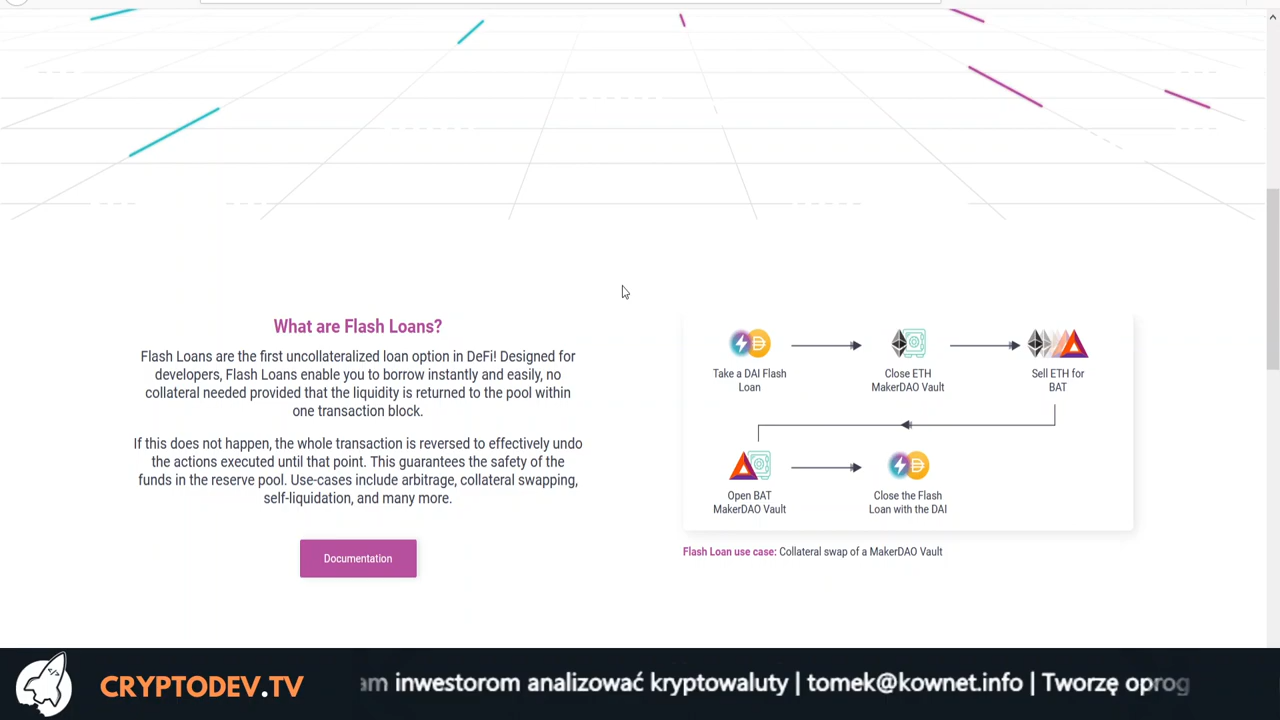 What are Flash Loans?
Flash Loans are the first uncollateralized loan option in DeFi! Designed for
developers, Flash Loans enable you to borrow instantly and easily, no
collateral needed provided that the liquidity is returned to the pool within
one transaction block.
If this does not happen, the whole transaction is reversed to effectively undo
the actions executed until that point. This guarantees the safety of the
funds in the reserve pool. Use-cases include arbitrage, collateral swapping,
self-liquidation, and many more.
Documentation
Take a DAI Flash
Loan
Close ETH
MakerDAO Vault
Sell ETH for
BAT
Open BAT
MakerDAO Vault
Close the Flash
Loan with the DAI
Flash Loan use case: Collateral swap of a MakerDAO Vault
CRYPTODEV.TV
am inwestorom analizować kryptowaluty | tomek@kownet.info | Tworzę oprog